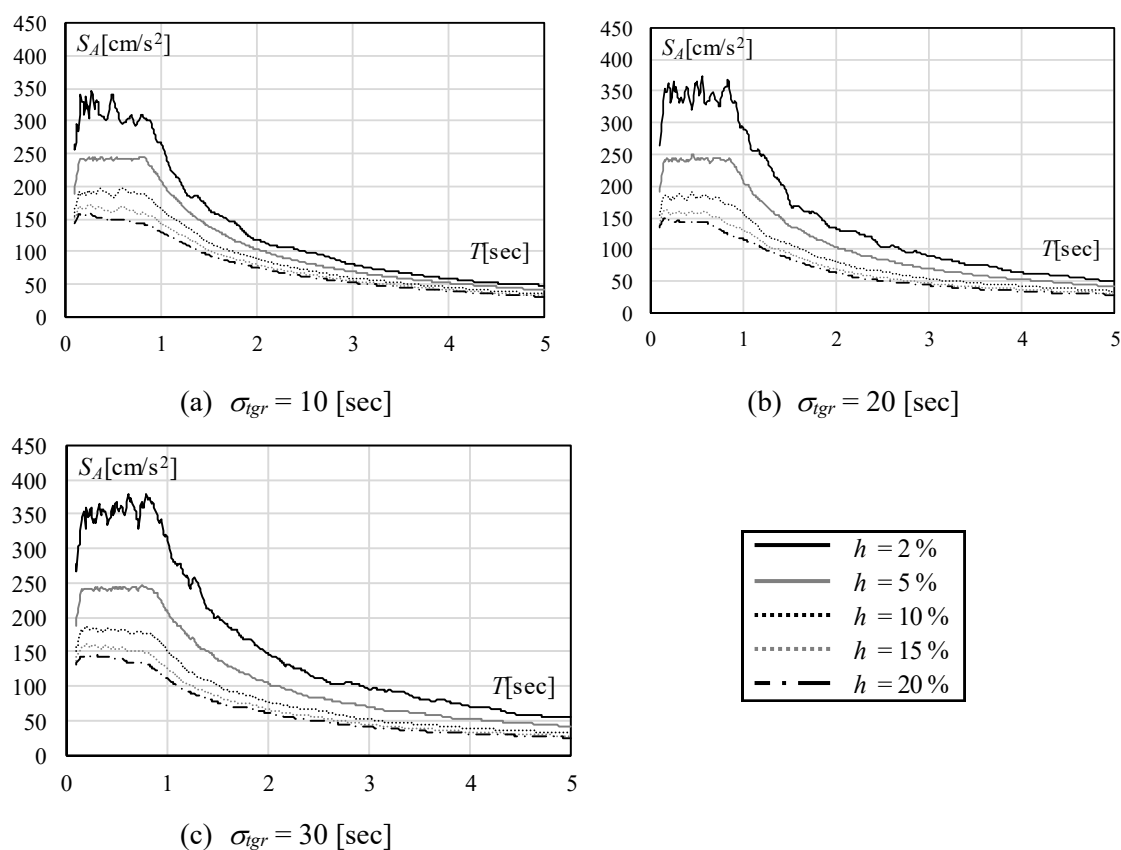 450
400
350
300
250
200
150
100
50
0
S_A[cm/s²]
T[sec]
0 1 2 3 4 5
(a) σ_tgr = 10 [sec]
450
400
350
300
250
200
150
100
50
0
S_A[cm/s²]
T[sec]
0 1 2 3 4 5
(b) σ_tgr = 20 [sec]
450
400
350
300
250
200
150
100
50
0
S_A[cm/s²]
T[sec]
0 1 2 3 4 5
(c) σ_tgr = 30 [sec]
h = 2 %
h = 5 %
h = 10 %
h = 15 %
h = 20 %